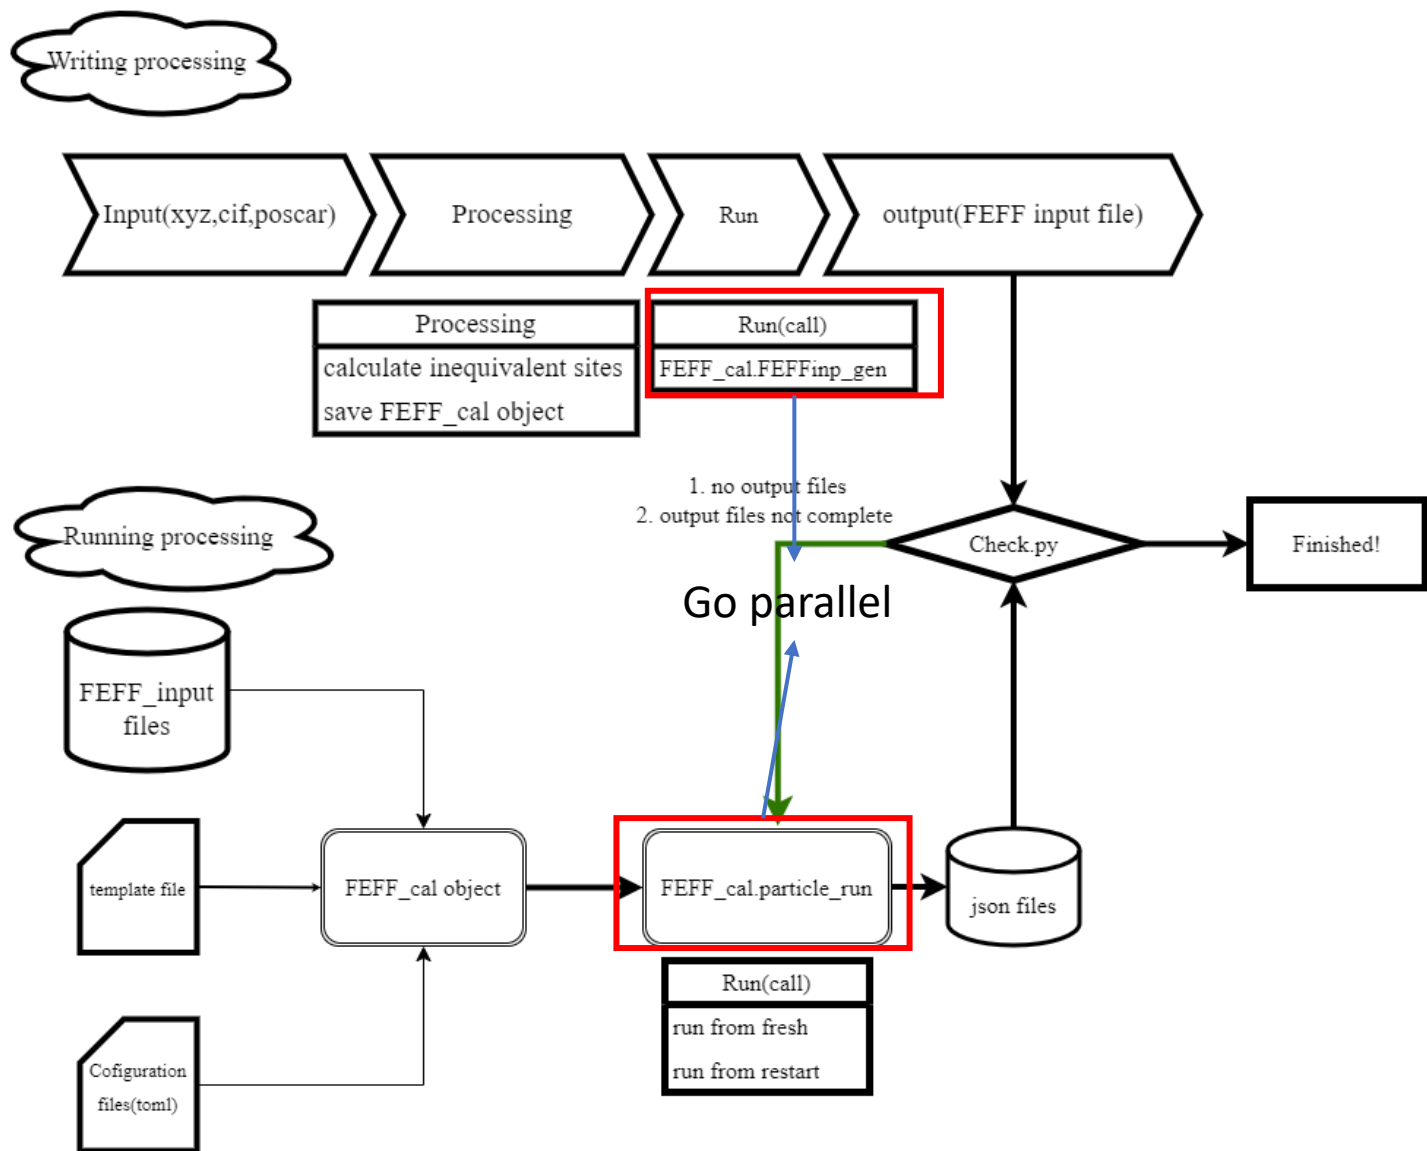 Writing processing
Input(xyz,cif,poscar)
Processing
Run
output(FEFF input file)
Processing
calculate inequivalent sites
save FEFF_cal object
Run(call)
FEFF_cal.FEFFinp_gen
1. no output files
2. output files not complete
Check.py
Finished!
Running processing
Go parallel
FEFF_input
files
template file
FEFF_cal object
FEFF_cal.particle_run
json files
Run(call)
run from fresh
run from restart
Cofiguration
files(toml)